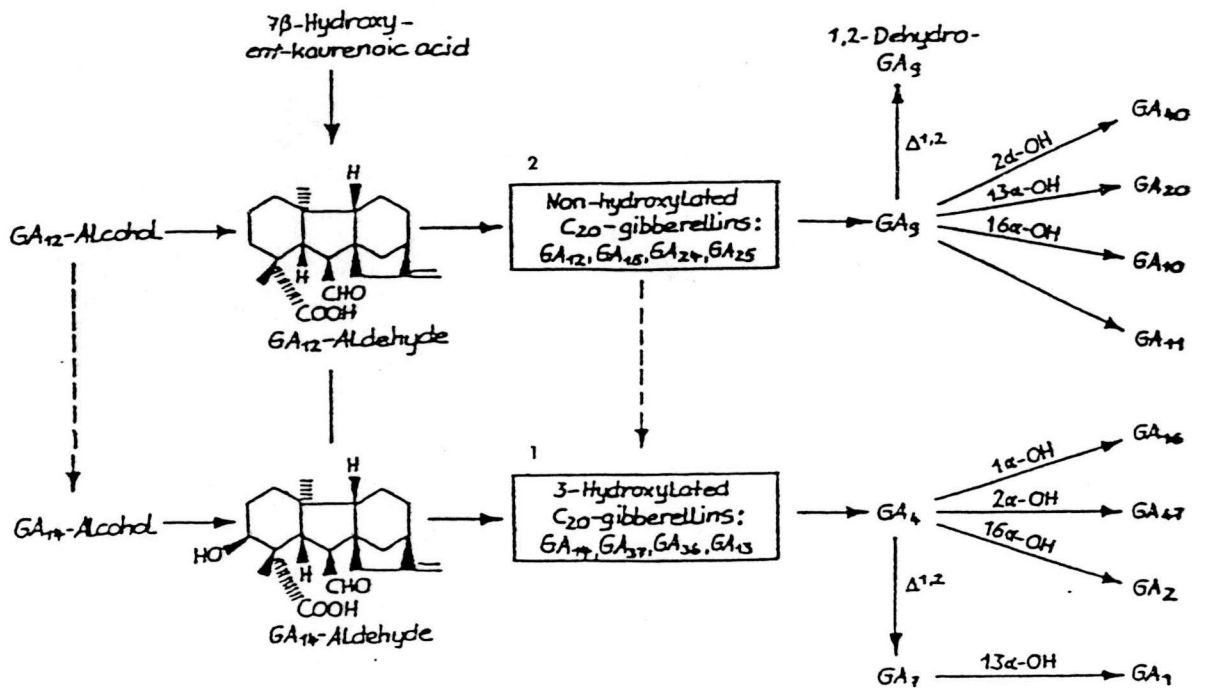 7β-Hydroxy-
ent-kaurenoic acid
1,2-Dehydro-
GA9
GA40
Δ1,2
2α-OH
13α-OH
GA20
16α-OH
GA10
GA11
GA9
H
2
Non-hydroxylated
C20-gibberellins:
GA12, GA15, GA24, GA25
GA12-Alcohol
H
CHO
COOH
GA12-Aldehyde
H
1
3-Hydroxylated
C20-gibberellins:
GA14, GA37, GA36, GA13
GA14-Alcohol
HO
H
CHO
COOH
GA14-Aldehyde
GA4
1α-OH
GA16
2α-OH
GA47
16α-OH
GA2
Δ1,2
GA7
13α-OH
GA1